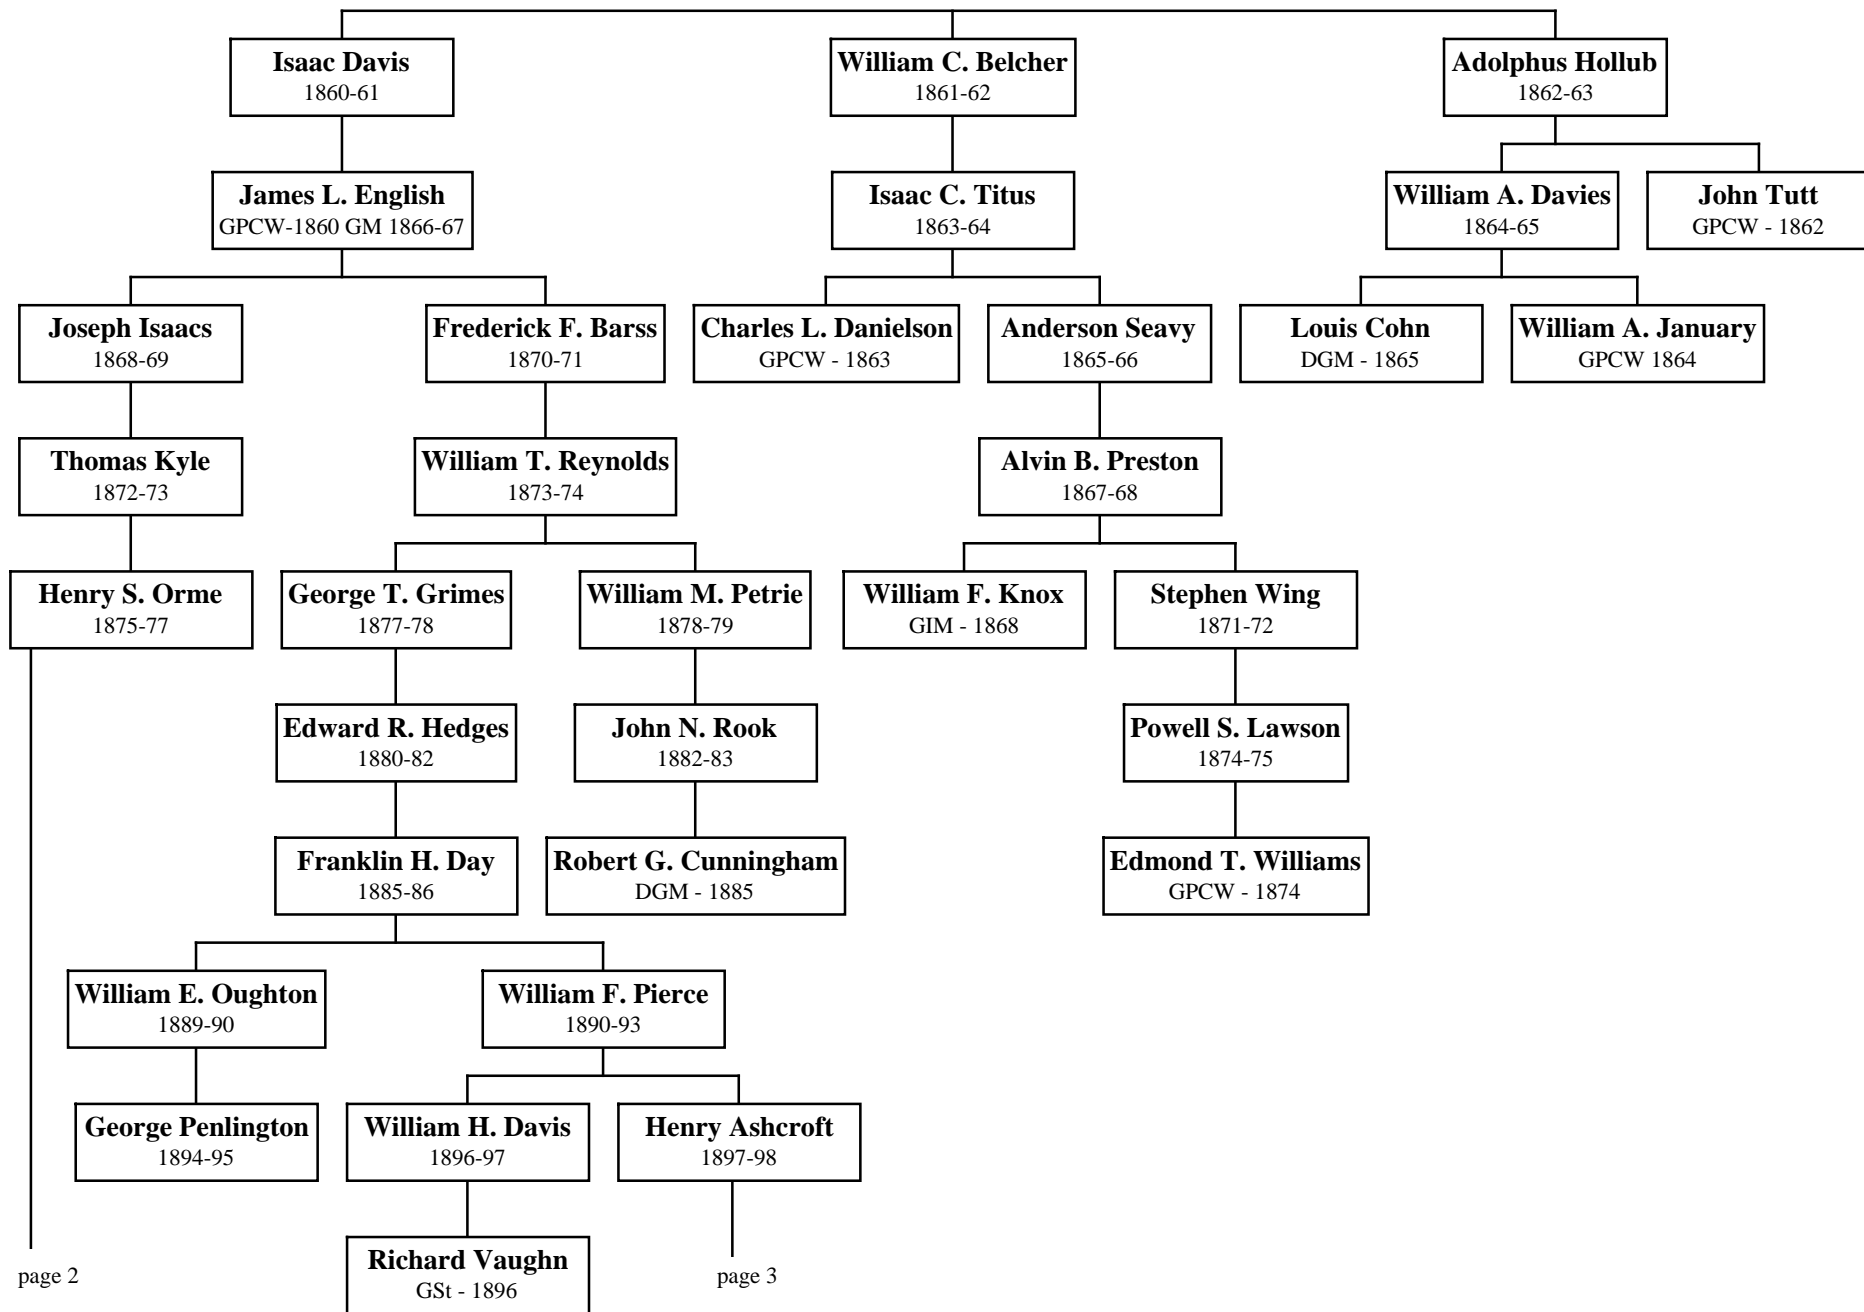 Isaac Davis
1860-61
William C. Belcher
1861-62
Adolphus Hollub
1862-63
James L. English
GPCW-1860 GM 1866-67
Isaac C. Titus
1863-64
William A. Davies
1864-65
John Tutt
GPCW - 1862
Joseph Isaacs
1868-69
Frederick F. Barss
1870-71
Charles L. Danielson
GPCW - 1863
Anderson Seavy
1865-66
Louis Cohn
DGM - 1865
William A. January
GPCW 1864
Thomas Kyle
1872-73
William T. Reynolds
1873-74
Alvin B. Preston
1867-68
Henry S. Orme
1875-77
George T. Grimes
1877-78
William M. Petrie
1878-79
William F. Knox
GIM - 1868
Stephen Wing
1871-72
Edward R. Hedges
1880-82
John N. Rook
1882-83
Powell S. Lawson
1874-75
Franklin H. Day
1885-86
Robert G. Cunningham
DGM - 1885
Edmond T. Williams
GPCW - 1874
William E. Oughton
1889-90
William F. Pierce
1890-93
George Penlington
1894-95
William H. Davis
1896-97
Henry Ashcroft
1897-98
page 2
Richard Vaughn
GSt - 1896
page 3